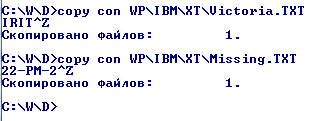 C:\W\D>copy con WP\IBM\XT\Victoria.TXT
IRIT^Z
Скопировано файлов:         1.
C:\W\D>copy con WP\IBM\XT\Missing.TXT
22-PM-2^Z
Скопировано файлов:         1.
C:\W\D>